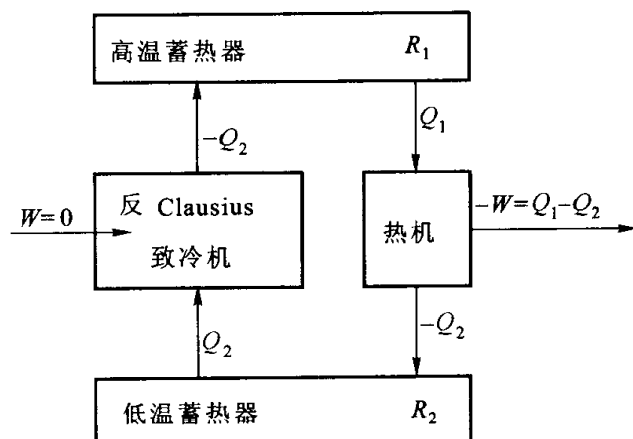 高温蓄热器 R₁
-Q₂
Q₁
W=0
反 Clausius
致冷机
热机
-W=Q₁-Q₂
Q₂
-Q₂
低温蓄热器 R₂